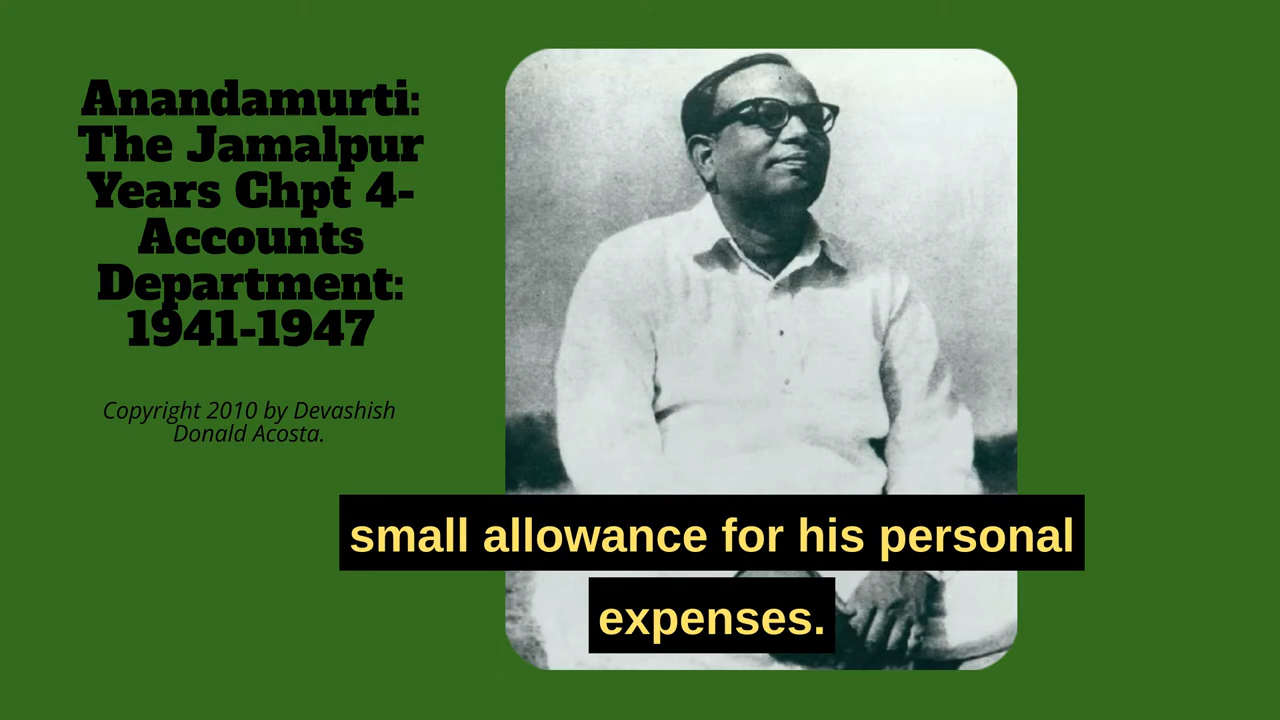 Anandamurti:
The Jamalpur
Years Chpt 4-
Accounts
Department:
1941-1947
Copyright 2010 by Devashish
Donald Acosta.
small allowance for his personal
expenses.